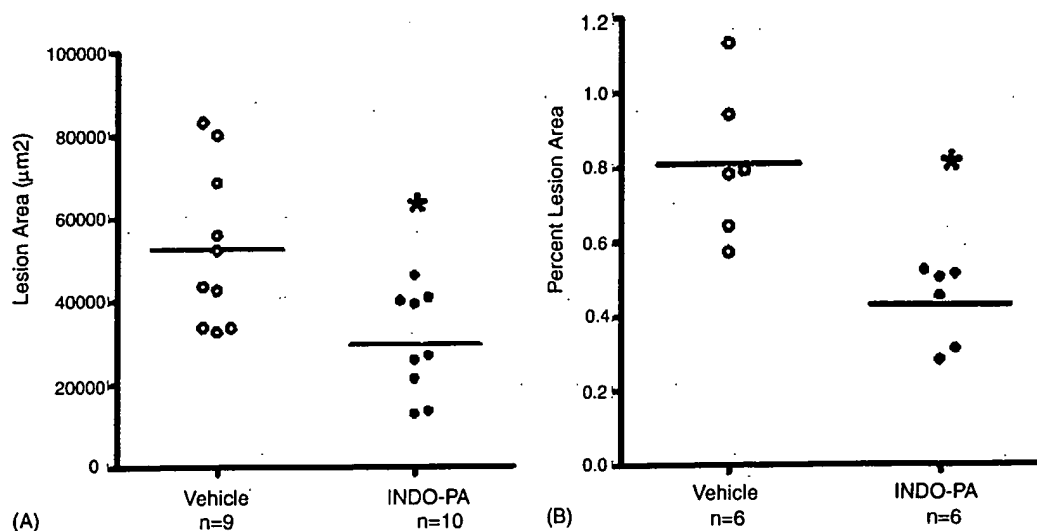 100000
80000
60000
40000
20000
0
Lesion Area (μm2)
*
Vehicle
n=9
INDO-PA
n=10
(A)
1.2
1.0
0.8
0.6
0.4
0.2
0.0
Percent Lesion Area
*
Vehicle
n=6
INDO-PA
n=6
(B)